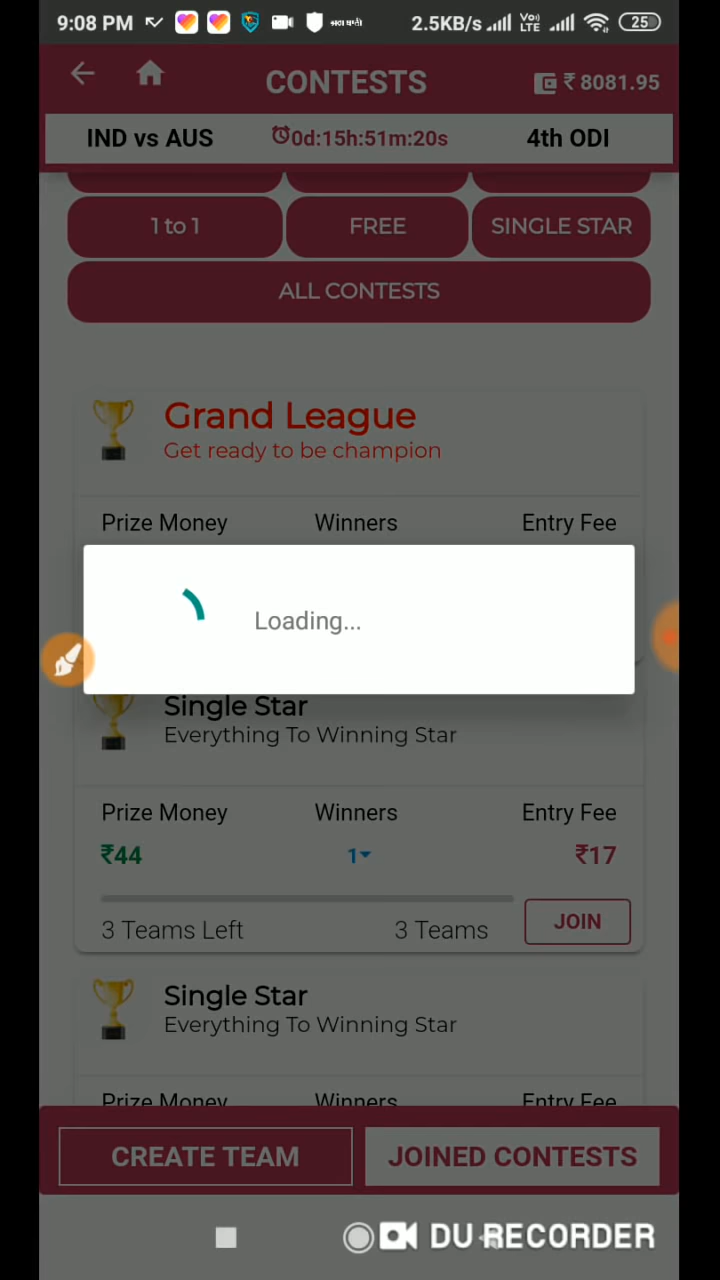 9:08 PM 2.5KB/s Vo) LTE 25
CONTESTS ₹ 8081.95
IND vs AUS 0d:15h:51m:20s 4th ODI
1 to 1 FREE SINGLE STAR
ALL CONTESTS
Grand League
Get ready to be champion
Prize Money Winners Entry Fee
Loading...
Single Star
Everything To Winning Star
Prize Money Winners Entry Fee
₹44 1 ₹17
3 Teams Left 3 Teams JOIN
Single Star
Everything To Winning Star
Prize Money Winners Entry Fee
CREATE TEAM JOINED CONTESTS
DU RECORDER